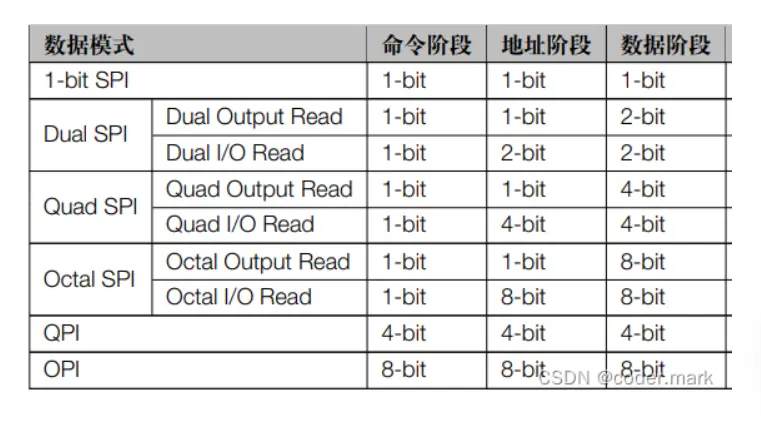 数据模式 命令阶段 地址阶段 数据阶段
1-bit SPI 1-bit 1-bit 1-bit
Dual SPI Dual Output Read 1-bit 1-bit 2-bit
Dual I/O Read 1-bit 2-bit 2-bit
Quad SPI Quad Output Read 1-bit 1-bit 4-bit
Quad I/O Read 1-bit 4-bit 4-bit
Octal SPI Octal Output Read 1-bit 1-bit 8-bit
Octal I/O Read 1-bit 8-bit 8-bit
QPI 4-bit 4-bit 4-bit
OPI 8-bit 8-bit 8-bit
CSDN @coder.mark